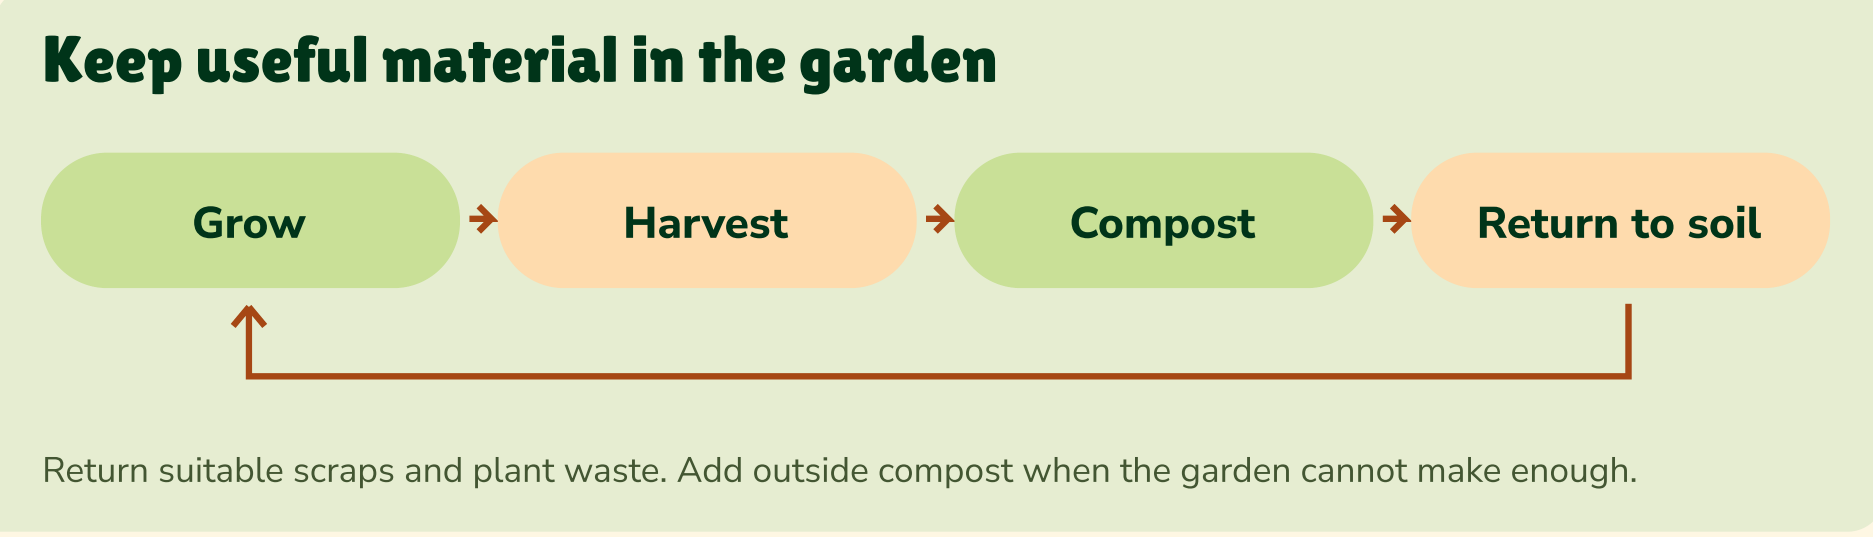 Keep useful material in the garden
Grow
Harvest
Compost
Return to soil
Return suitable scraps and plant waste. Add outside compost when the garden cannot make enough.